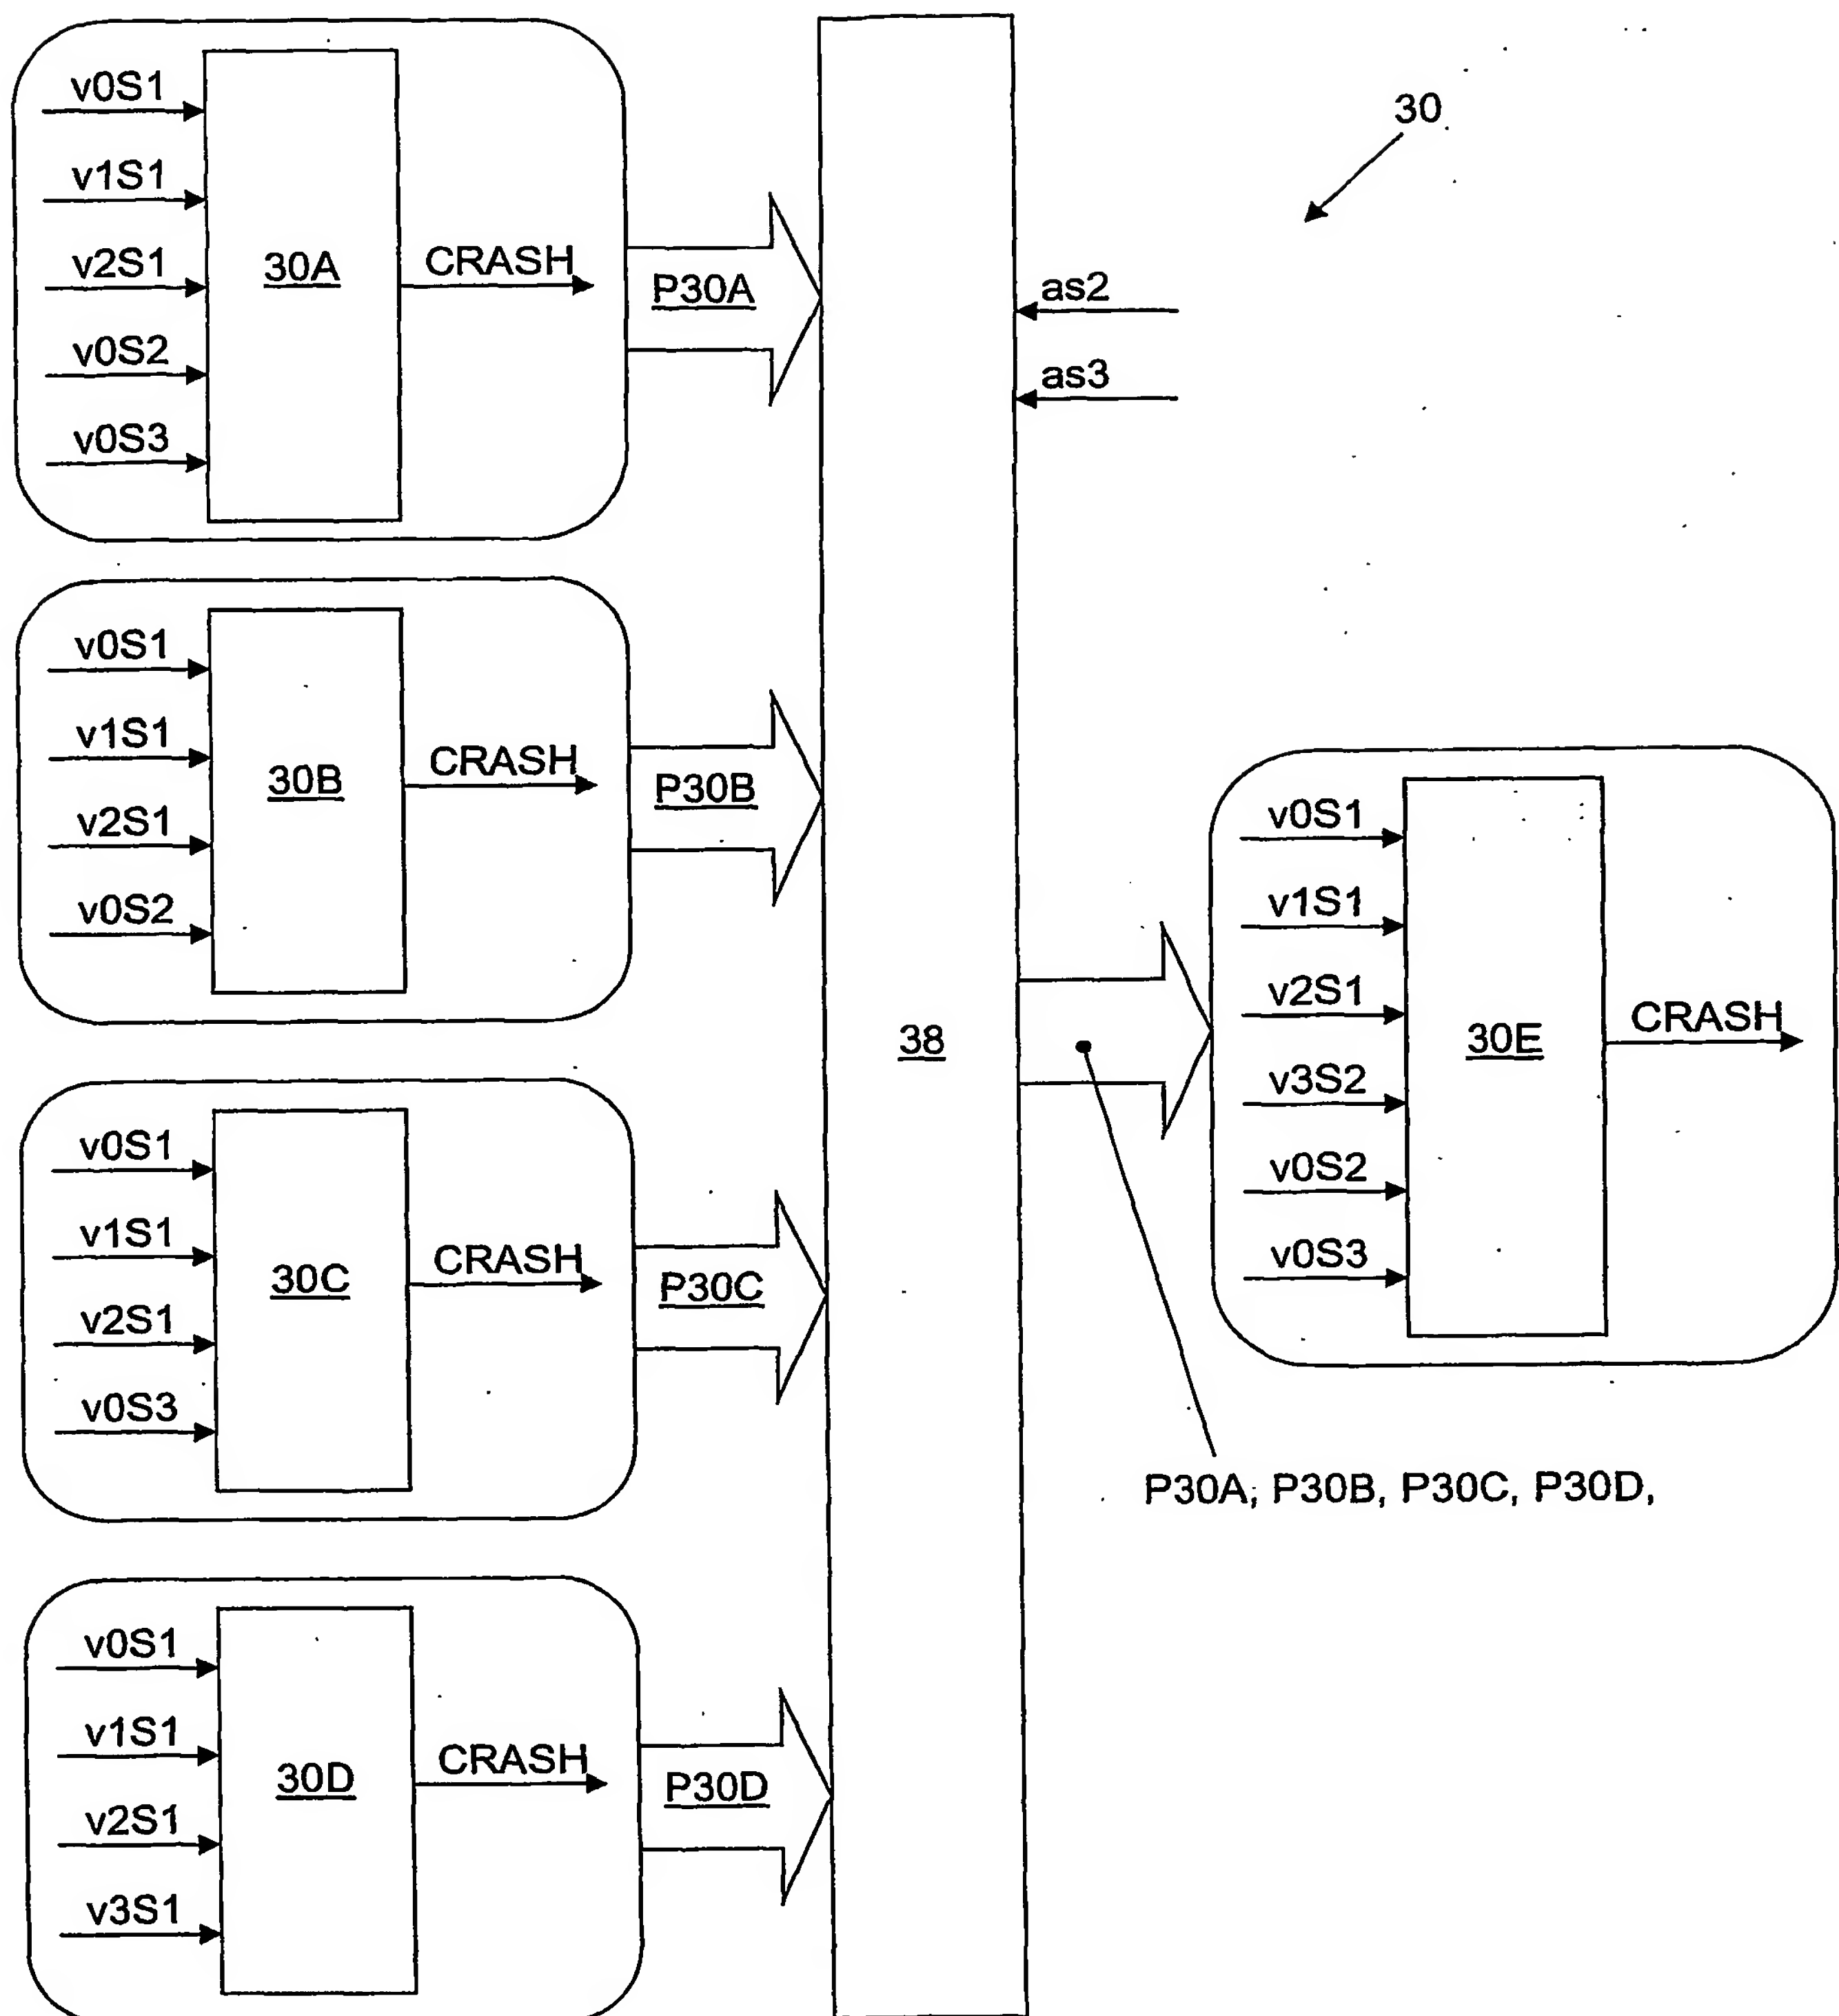 v0S1
v1S1
v2S1
v0S2
v0S3
30A
CRASH
P30A
v0S1
v1S1
v2S1
v0S2
30B
CRASH
P30B
v0S1
v1S1
v2S1
v0S3
30C
CRASH
P30C
v0S1
v1S1
v2S1
v3S1
30D
CRASH
P30D
38
30
as2
as3
v0S1
v1S1
v2S1
v3S2
v0S2
v0S3
30E
CRASH
P30A; P30B, P30C, P30D,